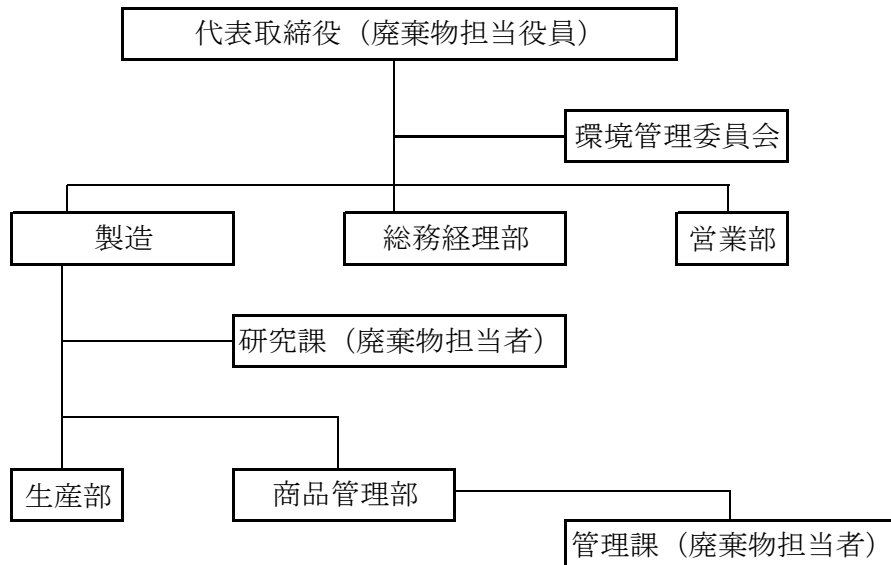 代表取締役（廃棄物担当役員）
環境管理委員会
製造
総務経理部
営業部
研究課（廃棄物担当者）
生産部
商品管理部
管理課（廃棄物担当者）